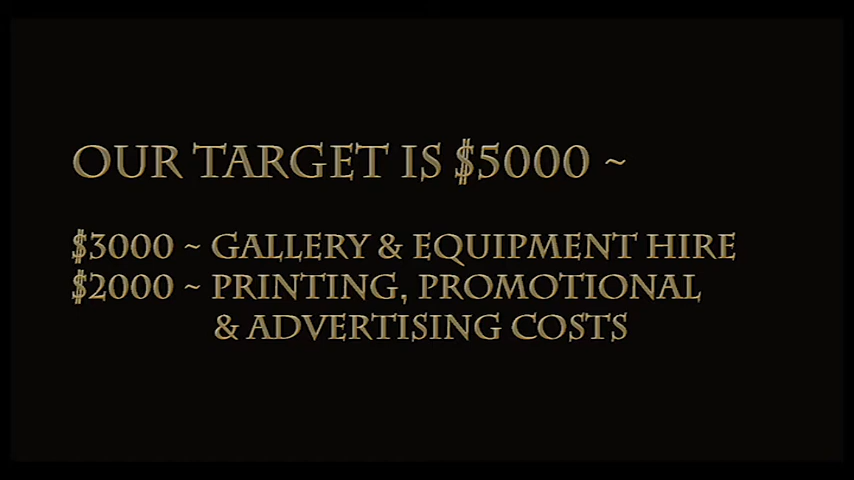 OUR TARGET IS $5000 ~
$3000 ~ GALLERY & EQUIPMENT HIRE
$2000 ~ PRINTING, PROMOTIONAL
& ADVERTISING COSTS